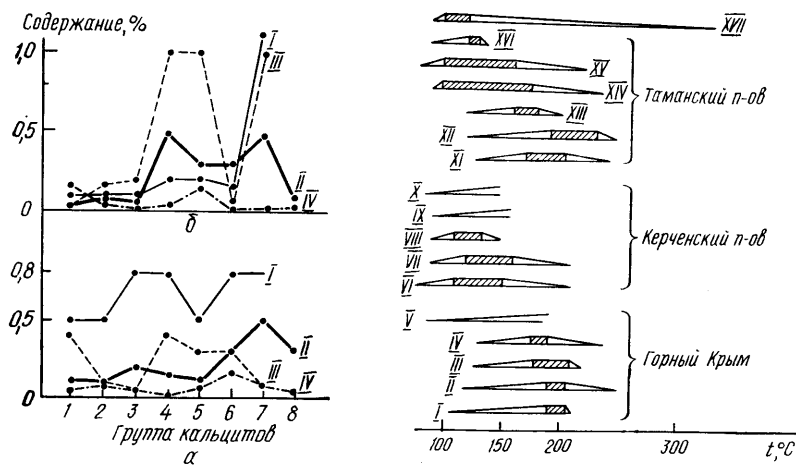 Содержание, %
1,0
0,5
0
I
III
II
IV
б
0,8
0,5
0
I
II
III
IV
1 2 3 4 5 6 7 8
Группа кальцитов
а
XVII
XVI
XV
XIV
XIII
XII
XI
Таманский п-ов
X
IX
VIII
VII
VI
Керченский п-ов
V
IV
III
II
I
Горный Крым
100 150 200 300
t,°C